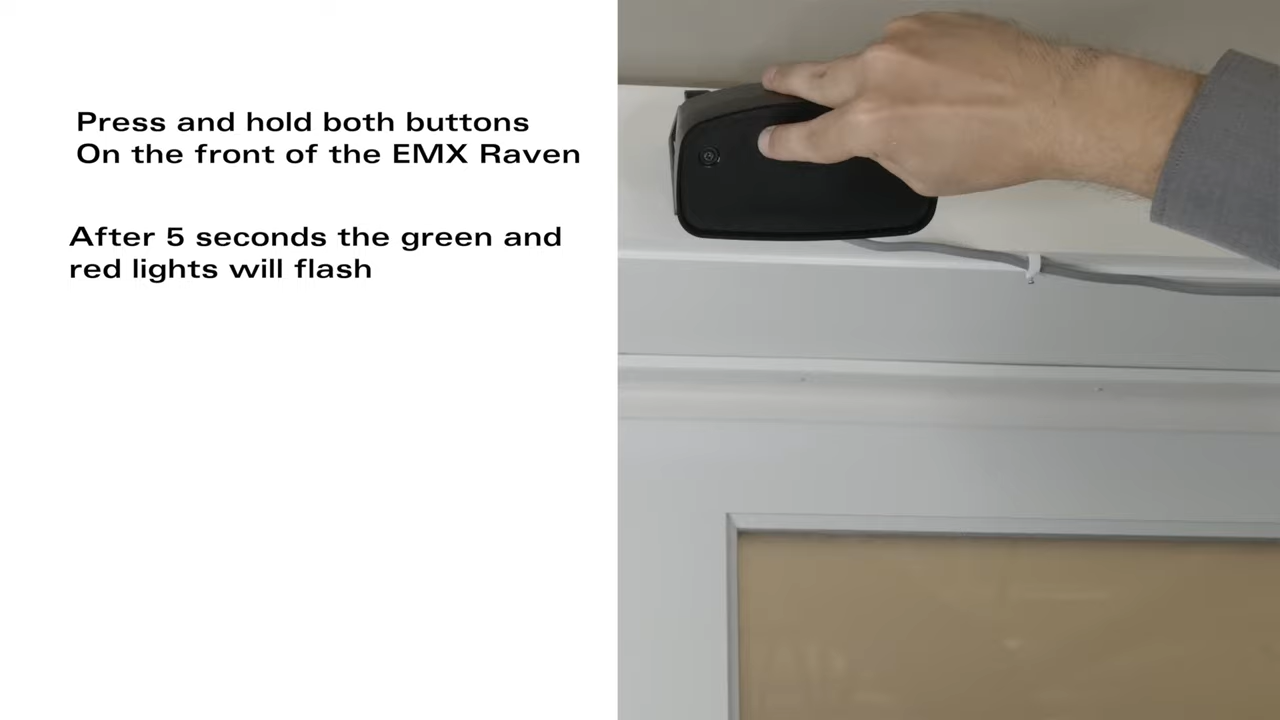 Press and hold both buttons
On the front of the EMX Raven
After 5 seconds the green and
red lights will flash